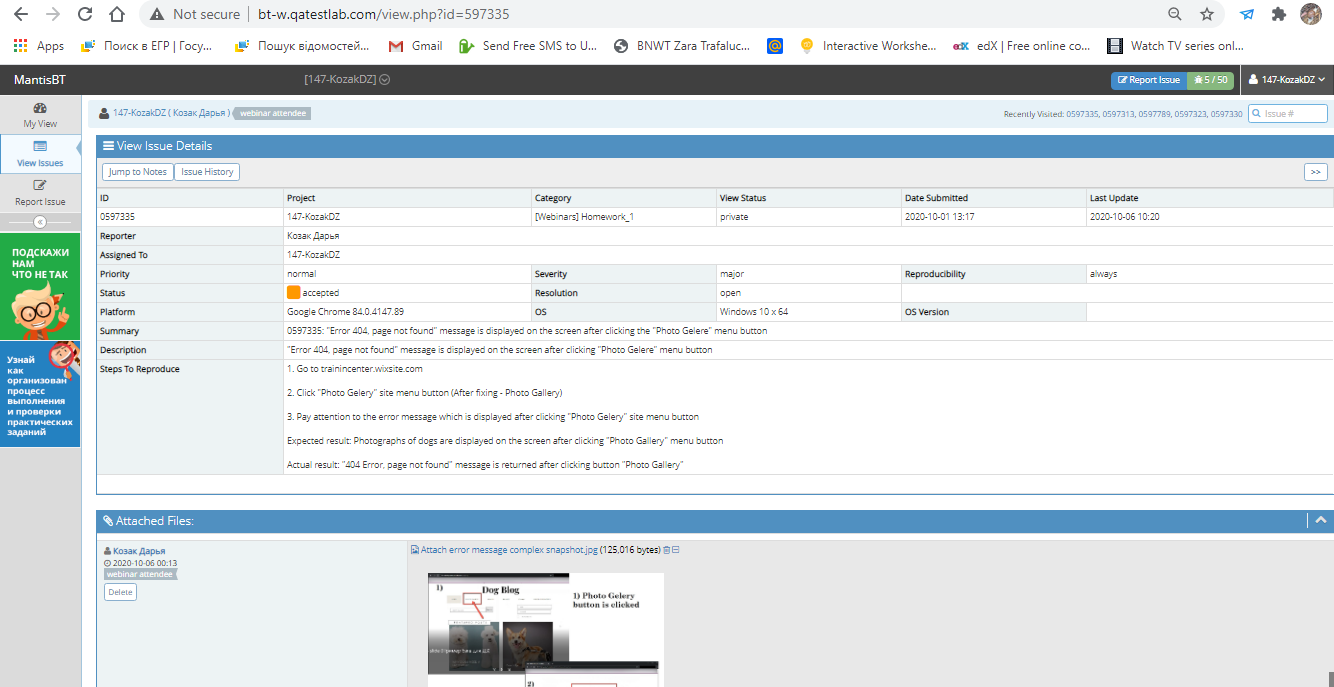 Not secure | bt-w.qatestlab.com/view.php?id=597335
Apps Поиск в ЕГР | Госу... Пошук відомостей... Gmail Send Free SMS to U... BNWT Zara Trafaluc... Interactive Workshe... edX edX | Free online co... Watch TV series onl...
MantisBT [147-KozakDZ] Report Issue 5 / 50 147-KozakDZ
My View
View Issues
Report Issue
ПОДСКАЖИ
НАМ
ЧТО НЕ ТАК
Узнай
как
организован
процесс
выполнения
и проверки
практических
заданий
147-KozakDZ ( Козак Дарья ) webinar attendee Recently Visited: 0597335, 0597313, 0597789, 0597323, 0597330 Issue #
View Issue Details
Jump to Notes Issue History >>
ID Project Category View Status Date Submitted Last Update
0597335 147-KozakDZ [Webinars] Homework_1 private 2020-10-01 13:17 2020-10-06 10:20
Reporter Козак Дарья
Assigned To 147-KozakDZ
Priority normal Severity major Reproducibility always
Status accepted Resolution open
Platform Google Chrome 84.0.4147.89 OS Windows 10 x 64 OS Version
Summary 0597335: "Error 404, page not found" message is displayed on the screen after clicking the "Photo Gelere" menu button
Description "Error 404, page not found" message is displayed on the screen after clicking "Photo Gelere" menu button
Steps To Reproduce 1. Go to trainincenter.wixsite.com
2. Click "Photo Gelery" site menu button (After fixing - Photo Gallery)
3. Pay attention to the error message which is displayed after clicking "Photo Gelery" site menu button
Expected result: Photographs of dogs are displayed on the screen after clicking "Photo Gallery" menu button
Actual result: "404 Error, page not found" message is returned after clicking button "Photo Gallery"
Attached Files:
Козак Дарья
2020-10-06 00:13
webinar attendee
Delete
Attach error message complex snapshot.jpg (125,016 bytes)
1) Dog Blog
1) Photo Gelery
button is clicked
2)